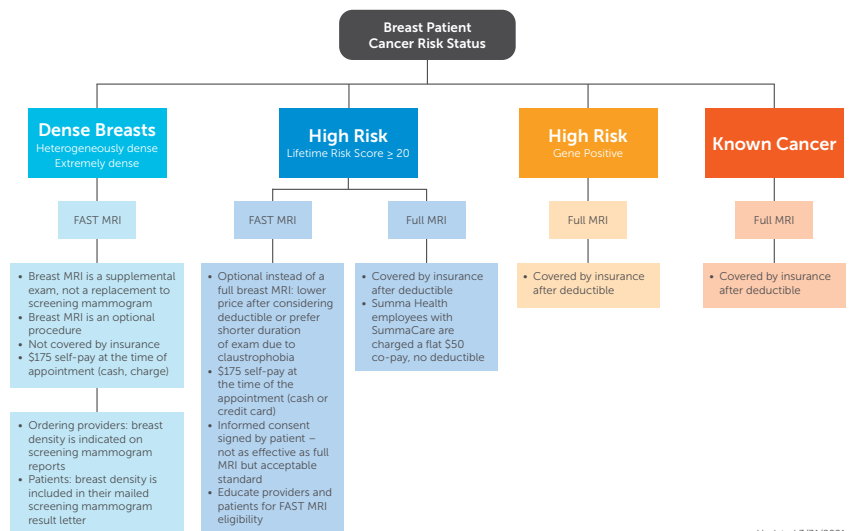 Breast Patient
Cancer Risk Status
Dense Breasts
Heterogeneously dense
Extremely dense
High Risk
Lifetime Risk Score ≥ 20
High Risk
Gene Positive
Known Cancer
FAST MRI
FAST MRI
Full MRI
Full MRI
Full MRI
• Breast MRI is a supplemental
exam, not a replacement to
screening mammogram
• Breast MRI is an optional
procedure
• Not covered by insurance
• $175 self-pay at the time of
appointment (cash, charge)
• Ordering providers: breast
density is indicated on
screening mammogram
reports
• Patients: breast density is
included in their mailed
screening mammogram
result letter
• Optional instead of a
full breast MRI: lower
price after considering
deductible or prefer
shorter duration
of exam due to
claustrophobia
• $175 self-pay at
the time of the
appointment (cash or
credit card)
• Informed consent
signed by patient –
not as effective as full
MRI but acceptable
standard
• Educate providers and
patients for FAST MRI
eligibility
• Covered by insurance
after deductible
• Summa Health
employees with
SummaCare are
charged a flat $50
co-pay, no deductible
• Covered by insurance
after deductible
• Covered by insurance
after deductible